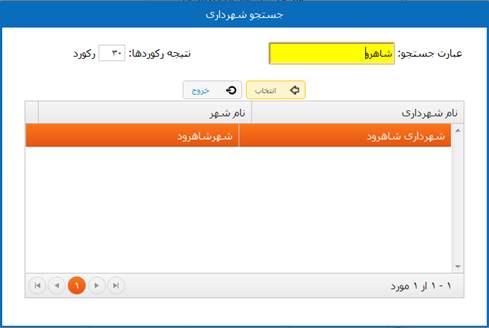 جستجو شهرداری
عبارت جستجو: شاهرو نتیجه رکوردها: ۳۰ رکورد
انتخاب خروج
نام شهرداری نام شهر
شهرداری شاهرود شهرشاهرود
۱ - ۱ از ۱ مورد ۱